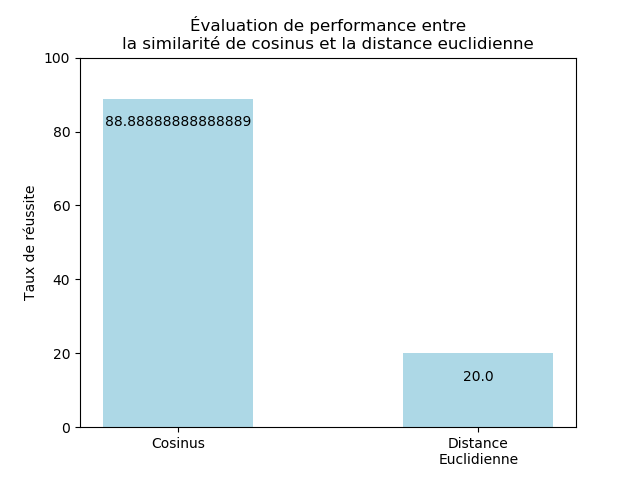 Évaluation de performance entre
la similarité de cosinus et la distance euclidienne
100
80
60
40
20
0
Taux de réussite
88.88888888888889
20.0
Cosinus
Distance
Euclidienne